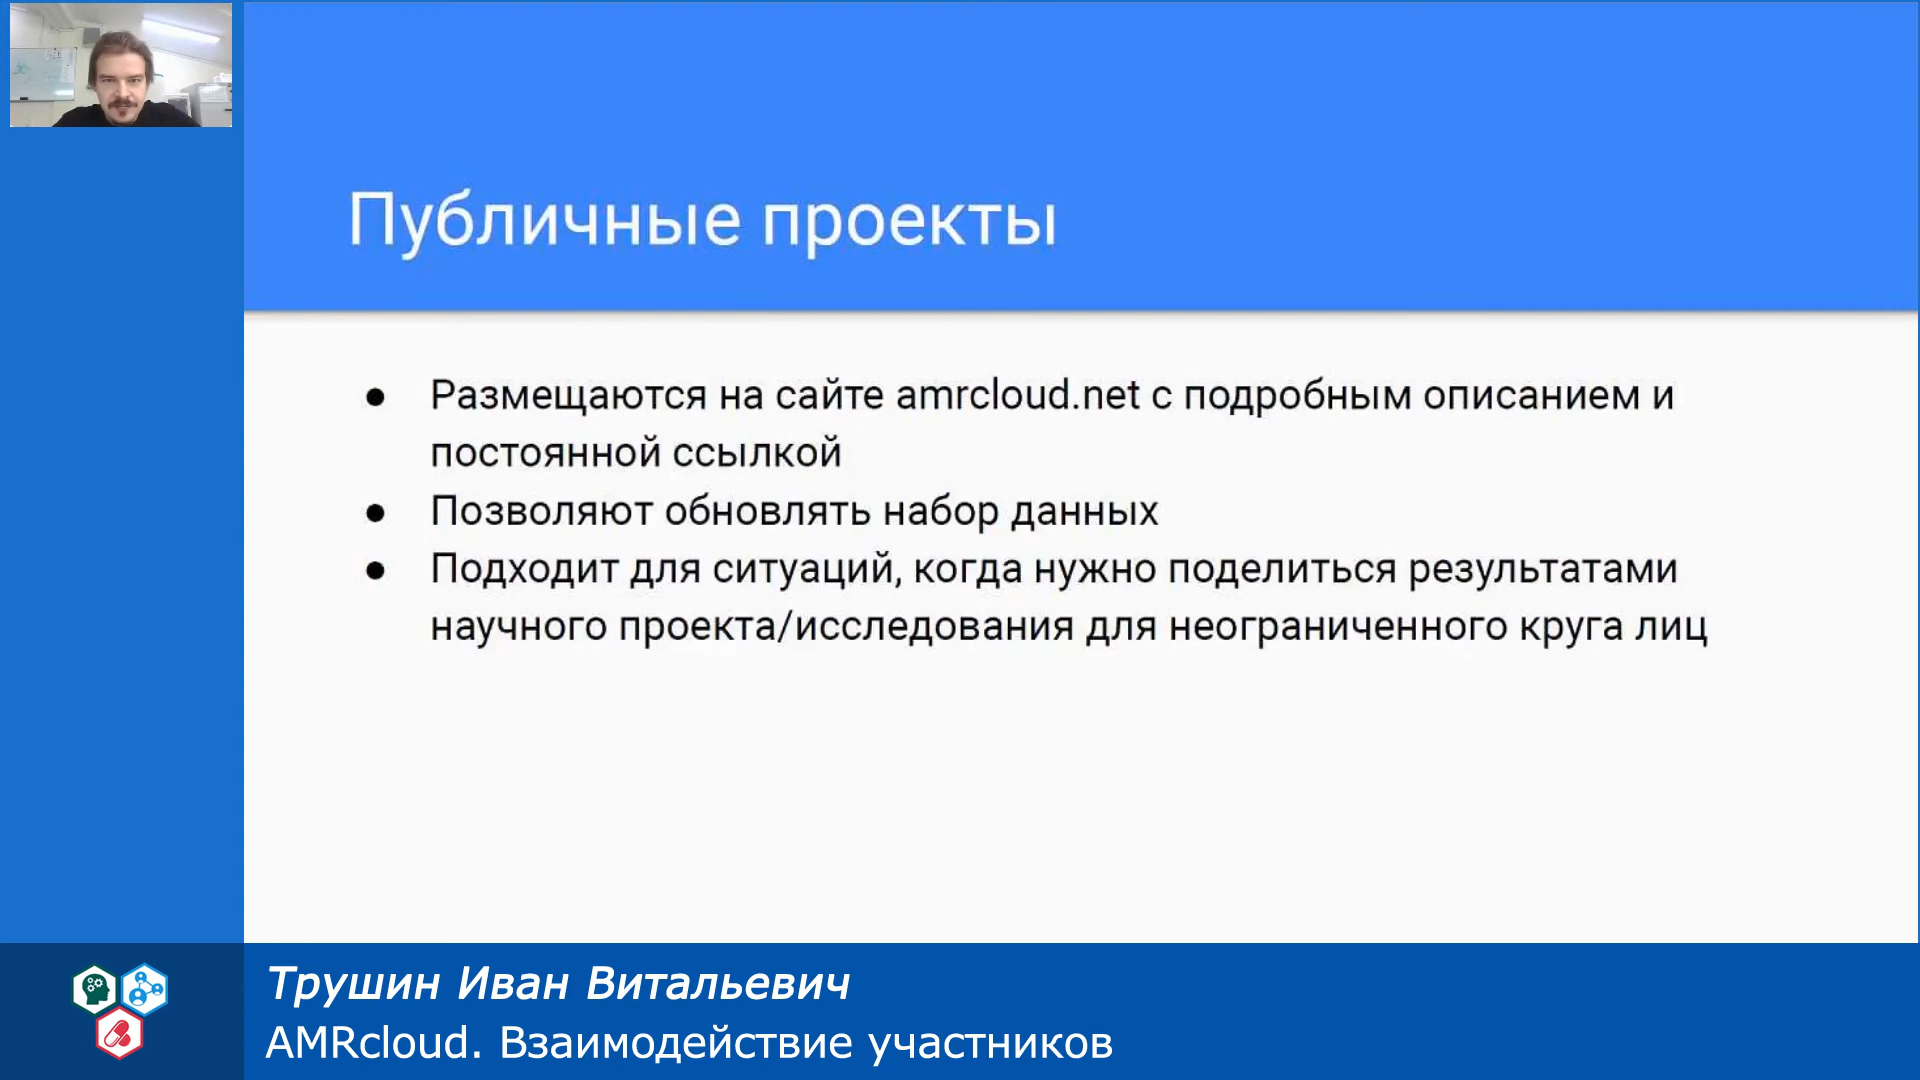 Публичные проекты
● Размещаются на сайте amrcloud.net с подробным описанием и
постоянной ссылкой
● Позволяют обновлять набор данных
● Подходит для ситуаций, когда нужно поделиться результатами
научного проекта/исследования для неограниченного круга лиц
Трушин Иван Витальевич
AMRcloud. Взаимодействие участников